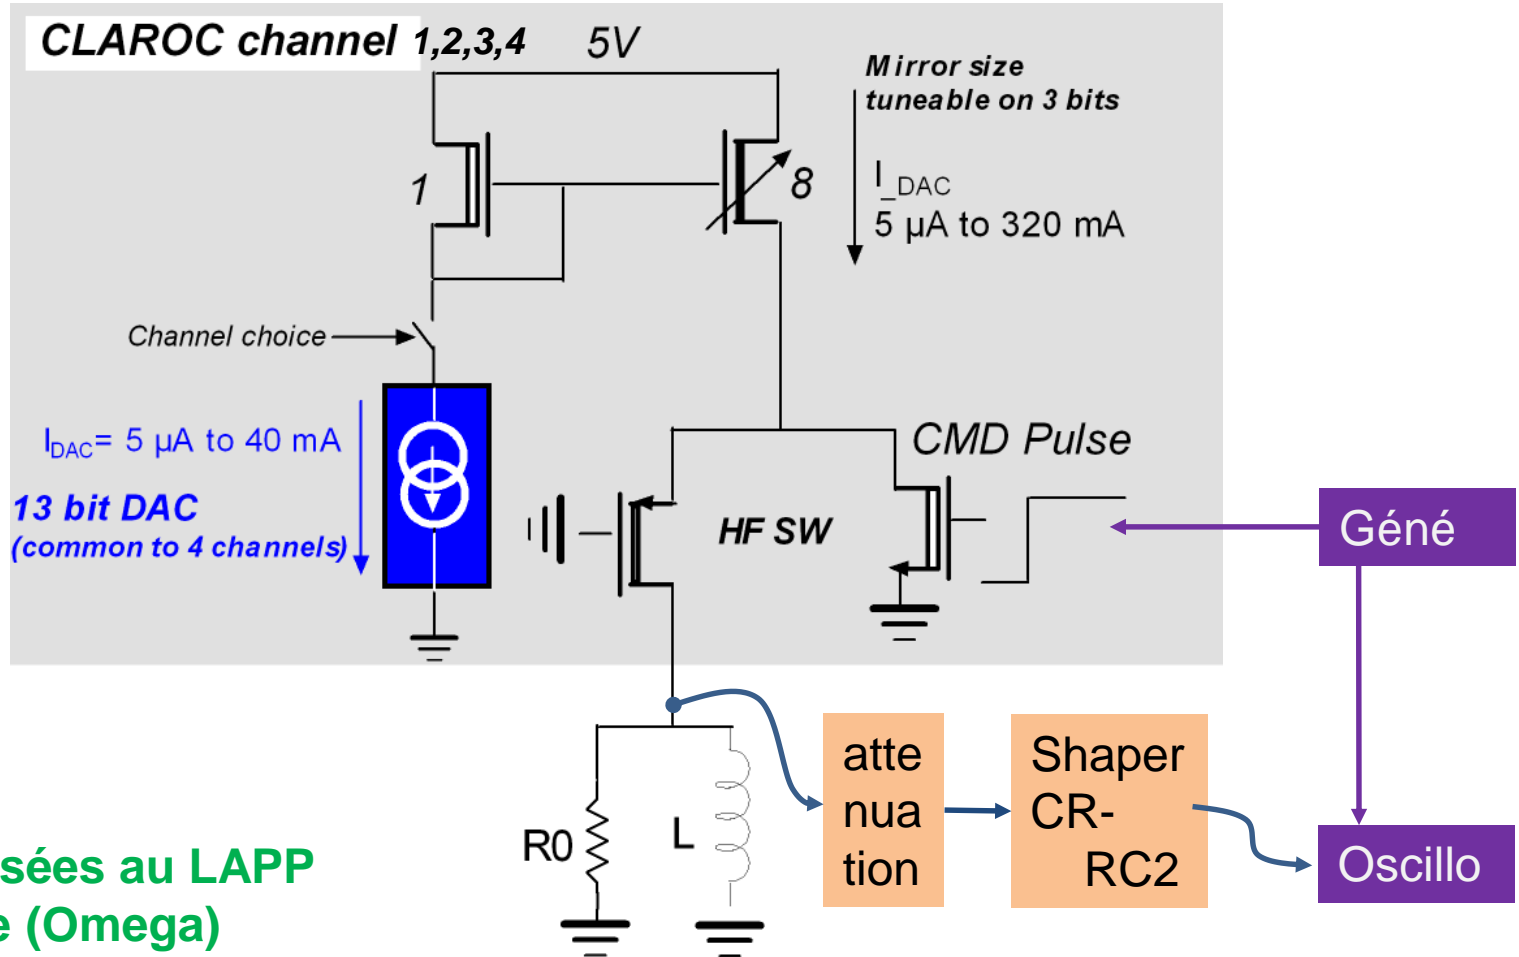 CLAROC channel 1,2,3,4
5V
Mirror size
tuneable on 3 bits
1
8
I_DAC
5 µA to 320 mA
Channel choice
IDAC= 5 µA to 40 mA
13 bit DAC
(common to 4 channels)
CMD Pulse
HF SW
Géné
atte
nua
tion
Shaper
CR-
RC2
Oscillo
R0
L
sées au LAPP
e (Omega)